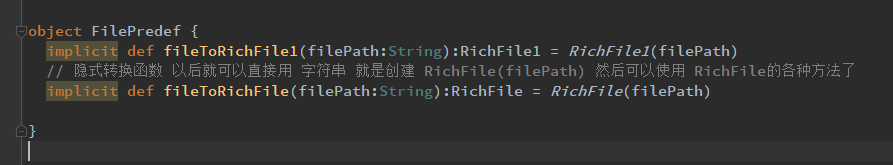 object FilePredef {
implicit def fileToRichFile1(filePath:String):RichFile1 = RichFile1(filePath)
// 隐式转换函数 以后就可以直接用 字符串 就是创建 RichFile(filePath) 然后可以使用 RichFile的各种方法了
implicit def fileToRichFile(filePath:String):RichFile = RichFile(filePath)
}